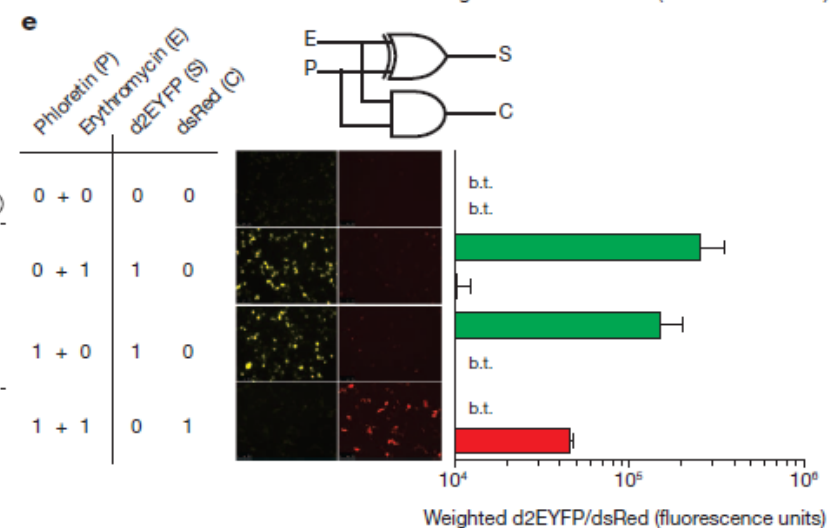 e
E
P
S
C
Phloretin (P)
Erythromycin (E)
d2EYFP (S)
dsRed (C)
0 + 0 0 0
b.t.
b.t.
0 + 1 1 0
1 + 0 1 0
b.t.
1 + 1 0 1
b.t.
10⁴ 10⁵ 10⁶
Weighted d2EYFP/dsRed (fluorescence units)